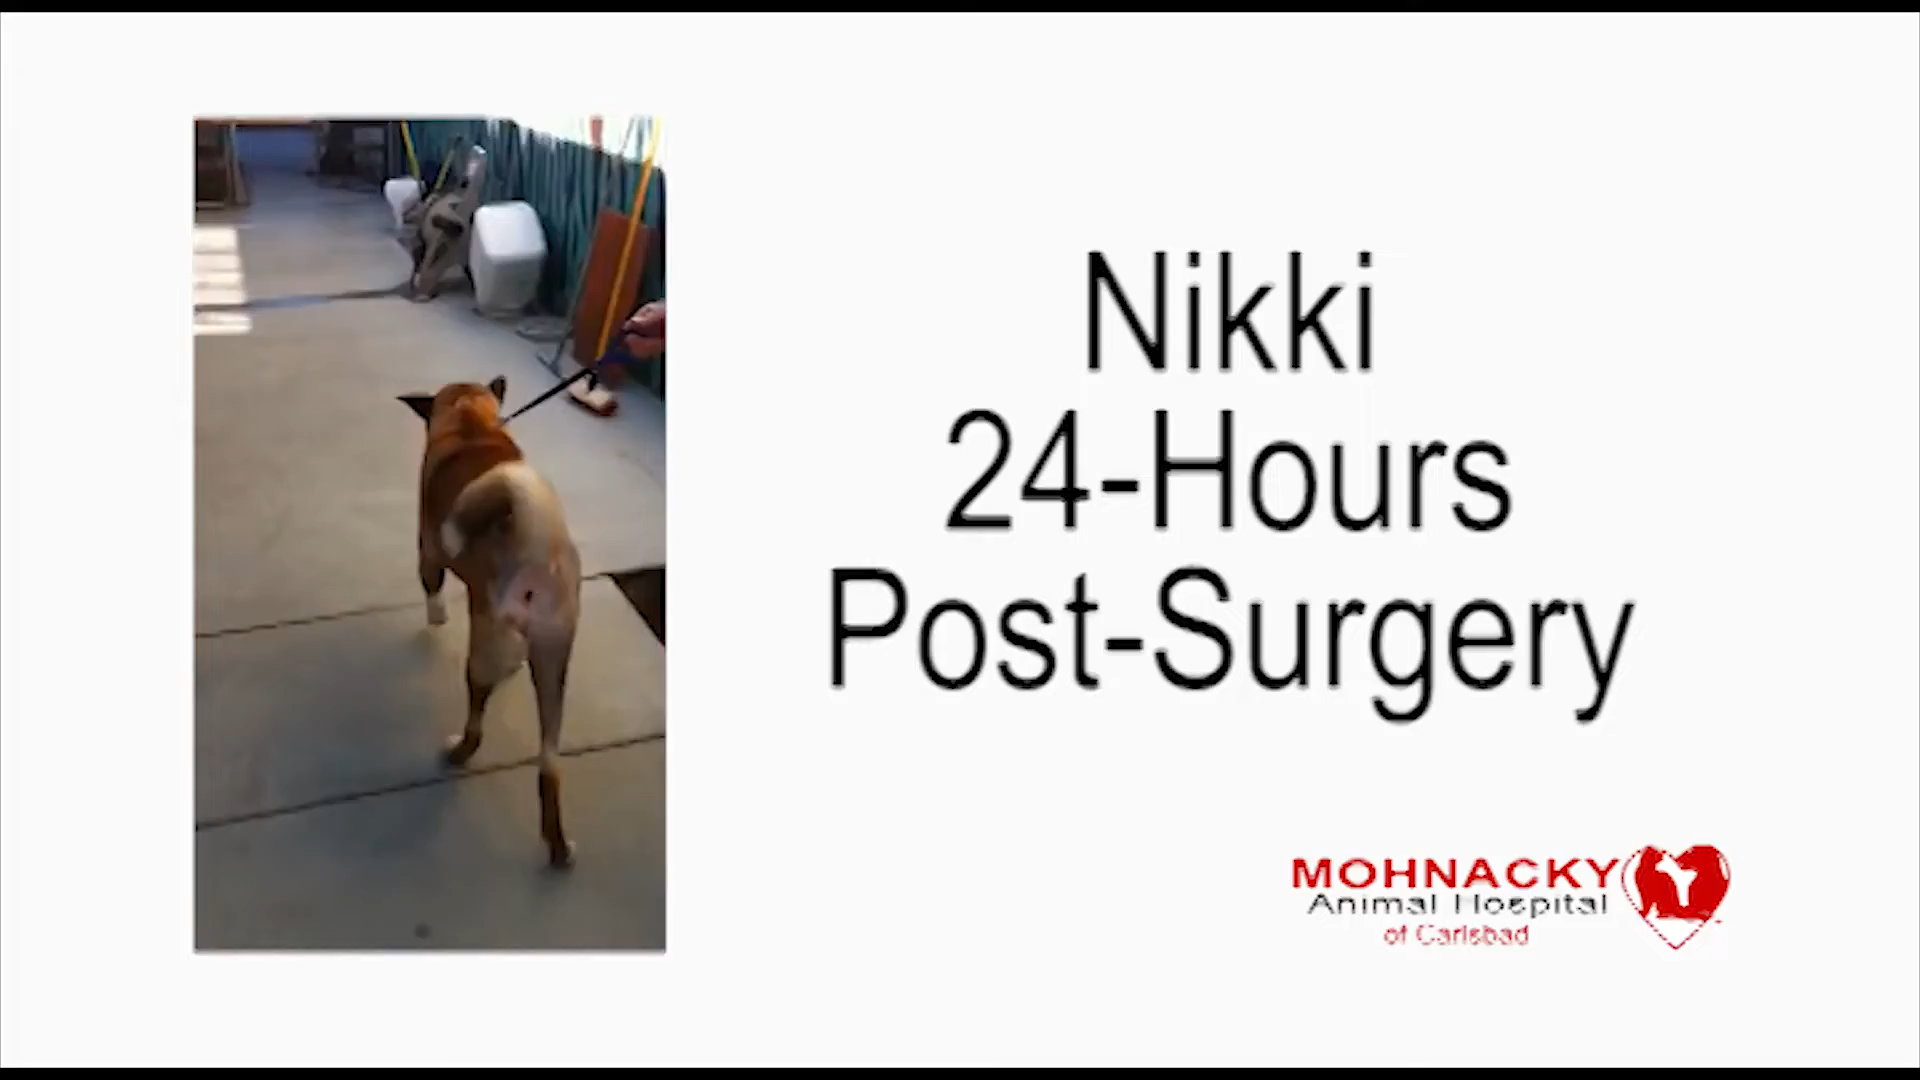 Nikki
24-Hours
Post-Surgery
MOHNACKY
Animal Hospital
of Carlsbad